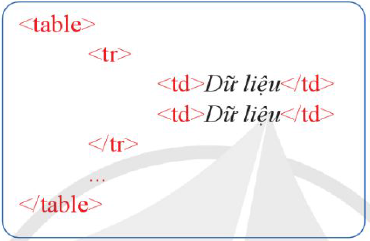 <table>
<tr>
<td>Dữ liệu</td>
<td>Dữ liệu</td>
</tr>
...
</table>